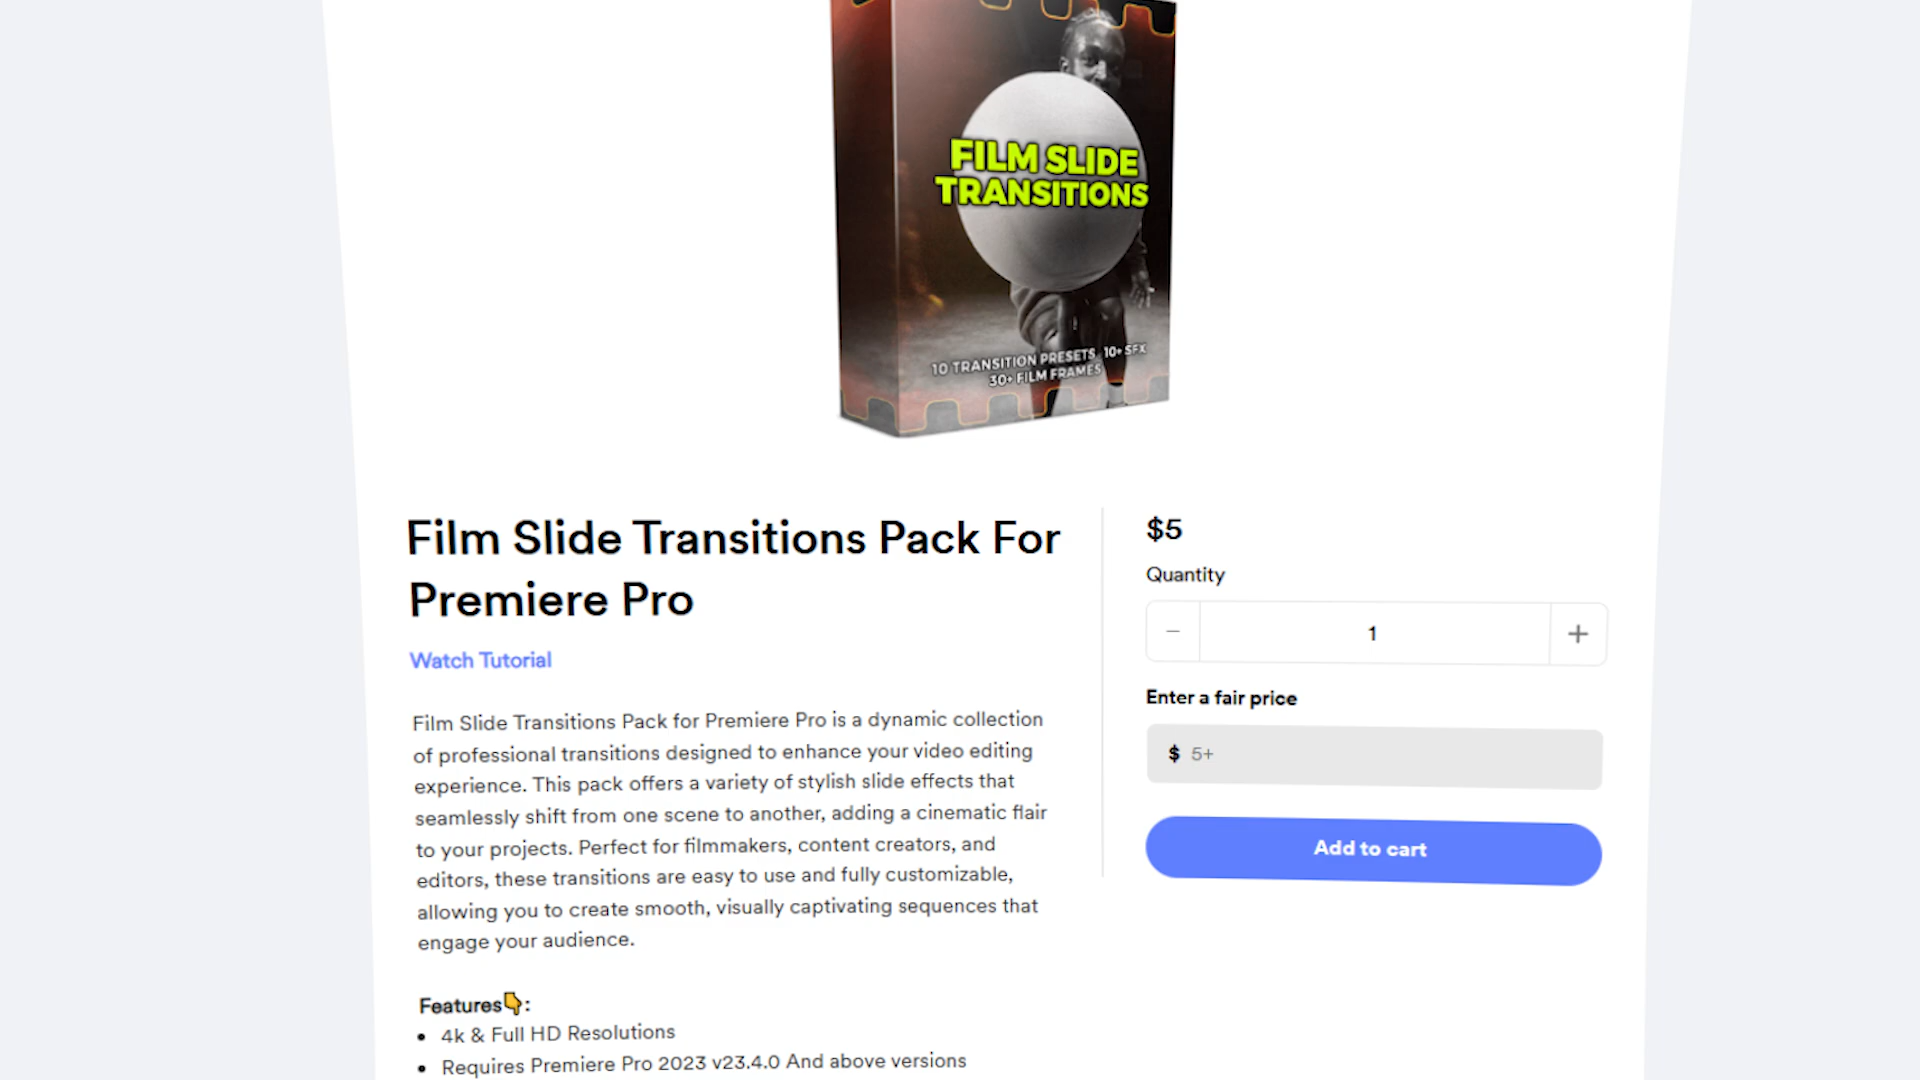 FILM SLIDE
TRANSITIONS
10 TRANSITION PRESETS, 10+ SFX
30+ FILM FRAMES
Film Slide Transitions Pack For
Premiere Pro
Watch Tutorial
Film Slide Transitions Pack for Premiere Pro is a dynamic collection
of professional transitions designed to enhance your video editing
experience. This pack offers a variety of stylish slide effects that
seamlessly shift from one scene to another, adding a cinematic flair
to your projects. Perfect for filmmakers, content creators, and
editors, these transitions are easy to use and fully customizable,
allowing you to create smooth, visually captivating sequences that
engage your audience.
Features👇:
• 4k & Full HD Resolutions
• Requires Premiere Pro 2023 v23.4.0 And above versions
$5
Quantity
− 1 +
Enter a fair price
$ 5+
Add to cart